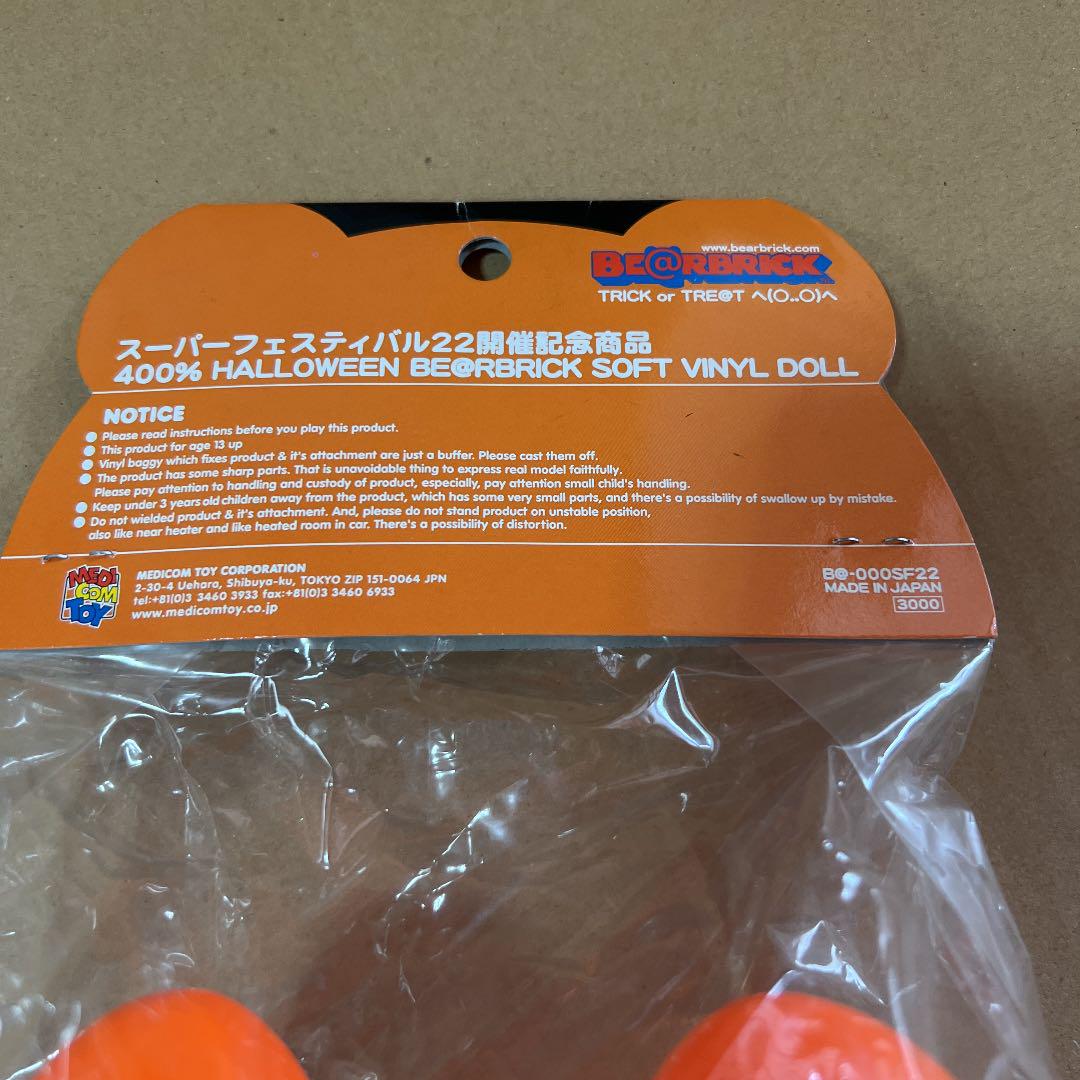 www.bearbrick.com
BE@RBRICK
TRICK or TRE@T ^(O..O)^
スーパーフェスティバル22開催記念商品
400% HALLOWEEN BE@RBRICK SOFT VINYL DOLL
NOTICE
● Please read instructions before you play this product.
● This product for age 13 up
● Vinyl baggy which fixes product & it's attachment are just a buffer. Please cast them off.
● The product has some sharp parts. That is unavoidable thing to express real model faithfully.
Please pay attention to handling and custody of product, especially, pay attention small child's handling.
● Keep under 3 years old children away from the product, which has some very small parts, and there's a possibility of swallow up by mistake.
● Do not wielded product & it's attachment. And, please do not stand product on unstable position,
also like near heater and like heated room in car. There's a possibility of distortion.
MEDI
COM
TOY
MEDICOM TOY CORPORATION
2-30-4 Uehara, Shibuya-ku, TOKYO ZIP 151-0064 JPN
tel:+81(0)3 3460 3933 fax:+81(0)3 3460 6933
www.medicomtoy.co.jp
B@-000SF22
MADE IN JAPAN
3000